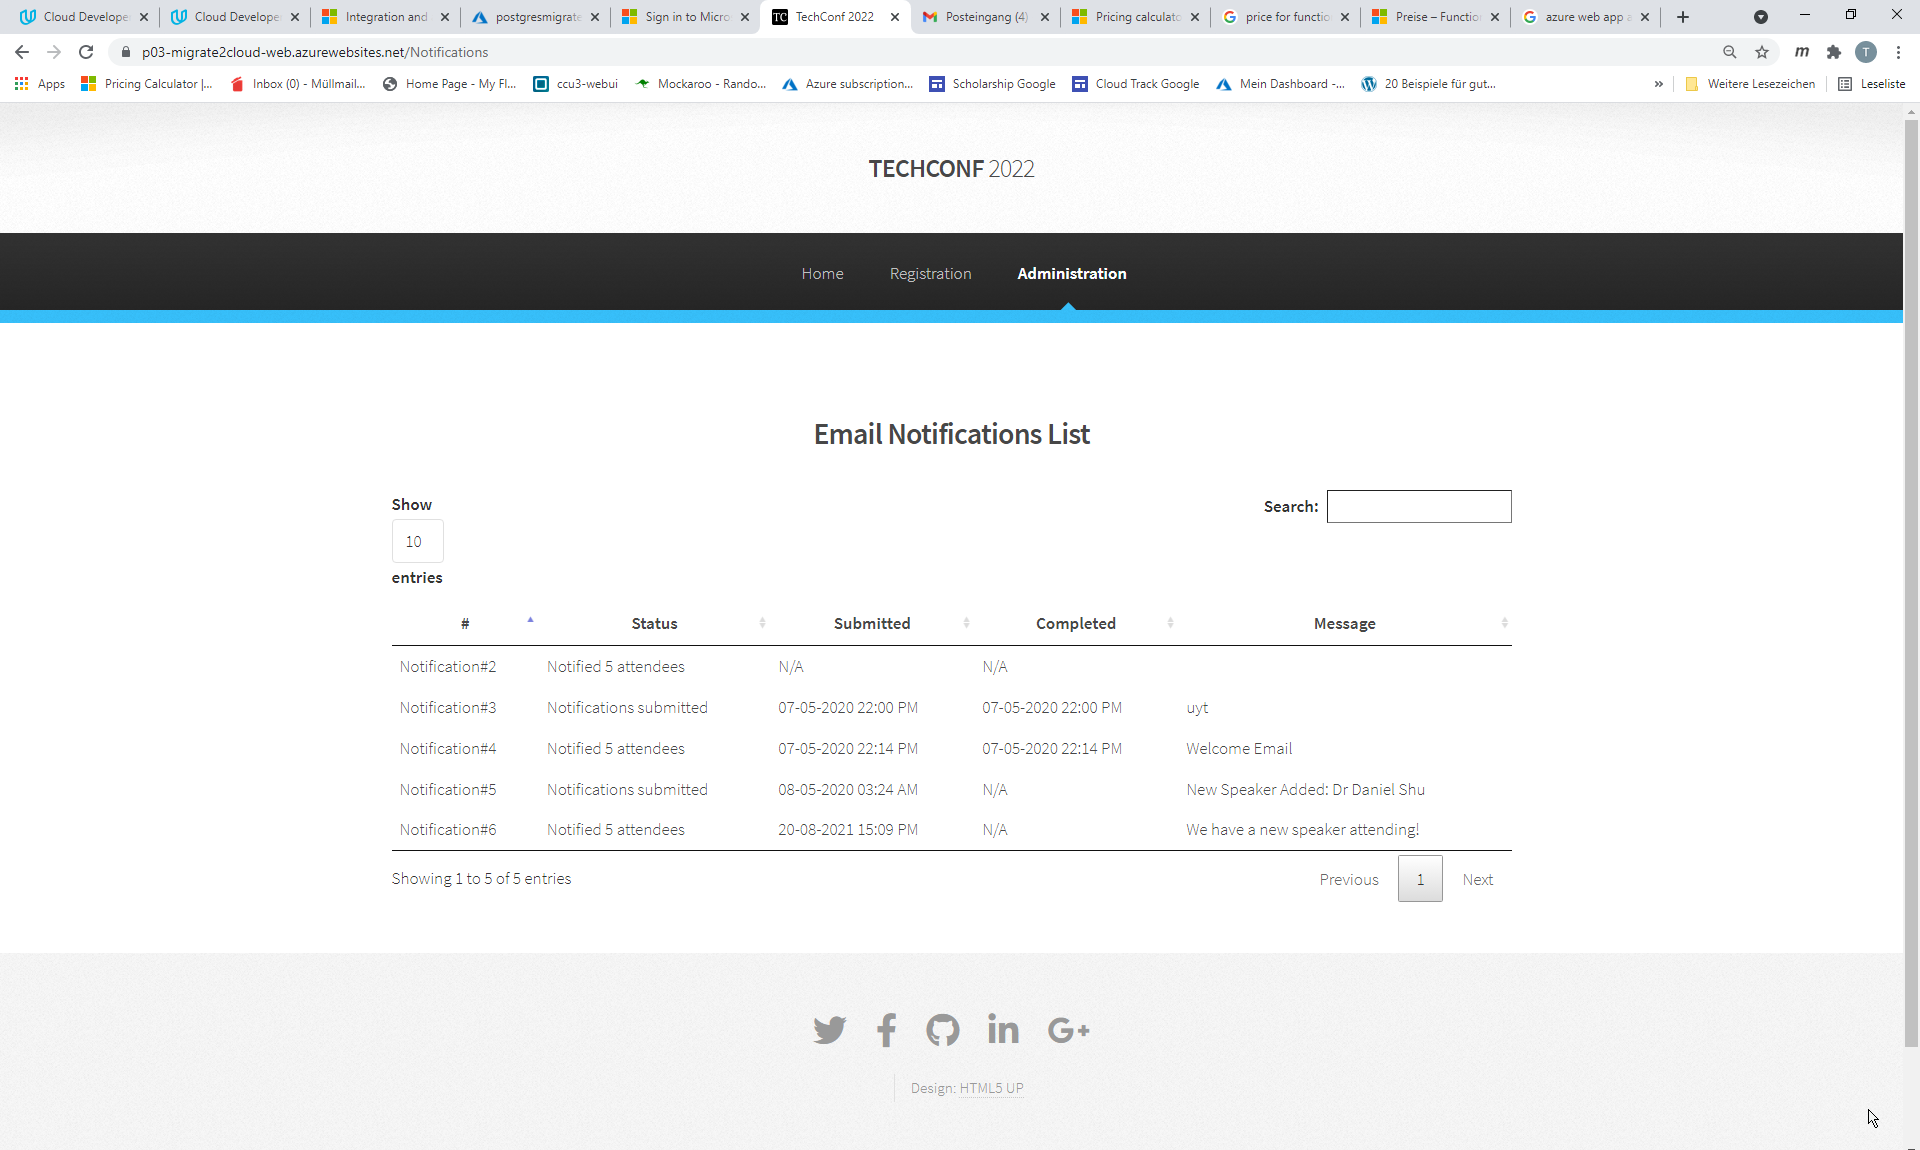 Cloud Develope
Cloud Develope
Integration and
postgresmigrate
Sign in to Micro
TC TechConf 2022
Posteingang (4)
Pricing calculato
price for functio
Preise – Functio
azure web app a
p03-migrate2cloud-web.azurewebsites.net/Notifications
m
T
Apps
Pricing Calculator |...
Inbox (0) - Müllmail...
Home Page - My Fl...
ccu3-webui
Mockaroo - Rando...
Azure subscription...
Scholarship Google
Cloud Track Google
Mein Dashboard -...
20 Beispiele für gut...
»
Weitere Lesezeichen
Leseliste
TECHCONF 2022
Home Registration Administration
Email Notifications List
Show
10
entries
Search:
# Status Submitted Completed Message
Notification#2 Notified 5 attendees N/A N/A
Notification#3 Notifications submitted 07-05-2020 22:00 PM 07-05-2020 22:00 PM uyt
Notification#4 Notified 5 attendees 07-05-2020 22:14 PM 07-05-2020 22:14 PM Welcome Email
Notification#5 Notifications submitted 08-05-2020 03:24 AM N/A New Speaker Added: Dr Daniel Shu
Notification#6 Notified 5 attendees 20-08-2021 15:09 PM N/A We have a new speaker attending!
Showing 1 to 5 of 5 entries
Previous 1 Next
Design: HTML5 UP